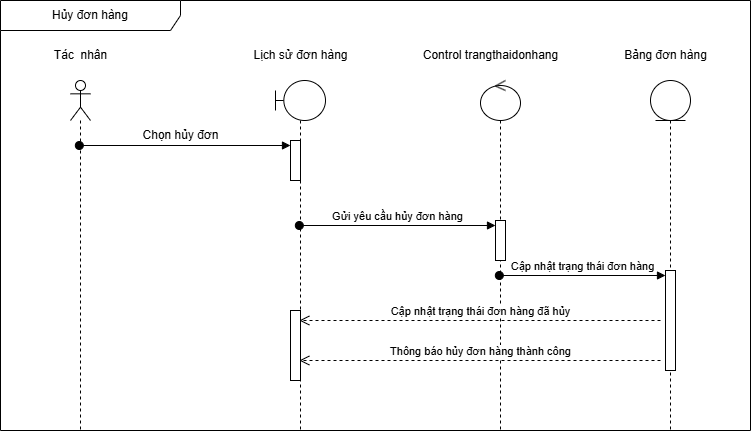 Hủy đơn hàng
Tác nhân
Lịch sử đơn hàng
Control trangthaidonhang
Bảng đơn hàng
Chọn hủy đơn
Gửi yêu cầu hủy đơn hàng
Cập nhật trạng thái đơn hàng
Cập nhật trạng thái đơn hàng đã hủy
Thông báo hủy đơn hàng thành công